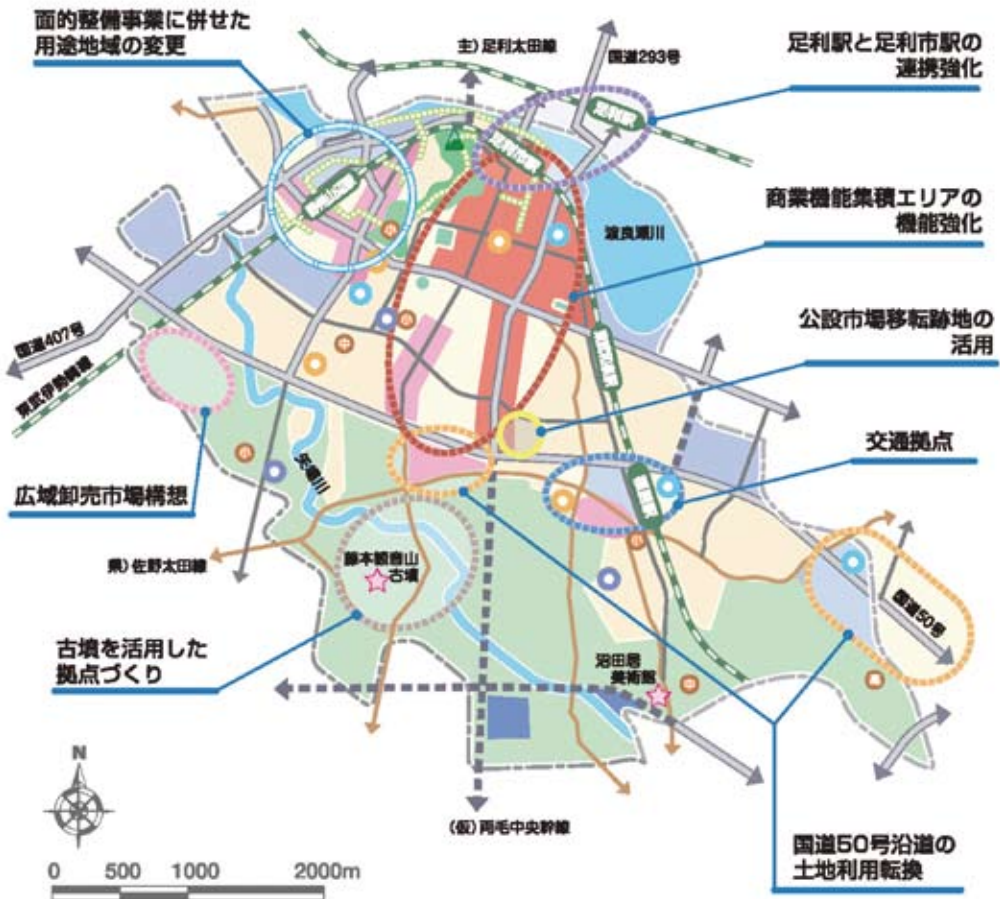 面的整備事業に併せた
用途地域の変更
主)足利太田線
国道293号
足利駅と足利市駅の
連携強化
足利駅
商業機能集積エリアの
機能強化
渡良瀬川
公設市場移転跡地の
活用
国道407号
東武伊勢崎線
交通拠点
矢場川
広域卸売市場構想
県)佐野太田線
藤本観音山
古墳
国道50号
古墳を活用した
拠点づくり
沼田居
美術館
N
(仮)両毛中央幹線
国道50号沿道の
土地利用転換
0 500 1000 2000m